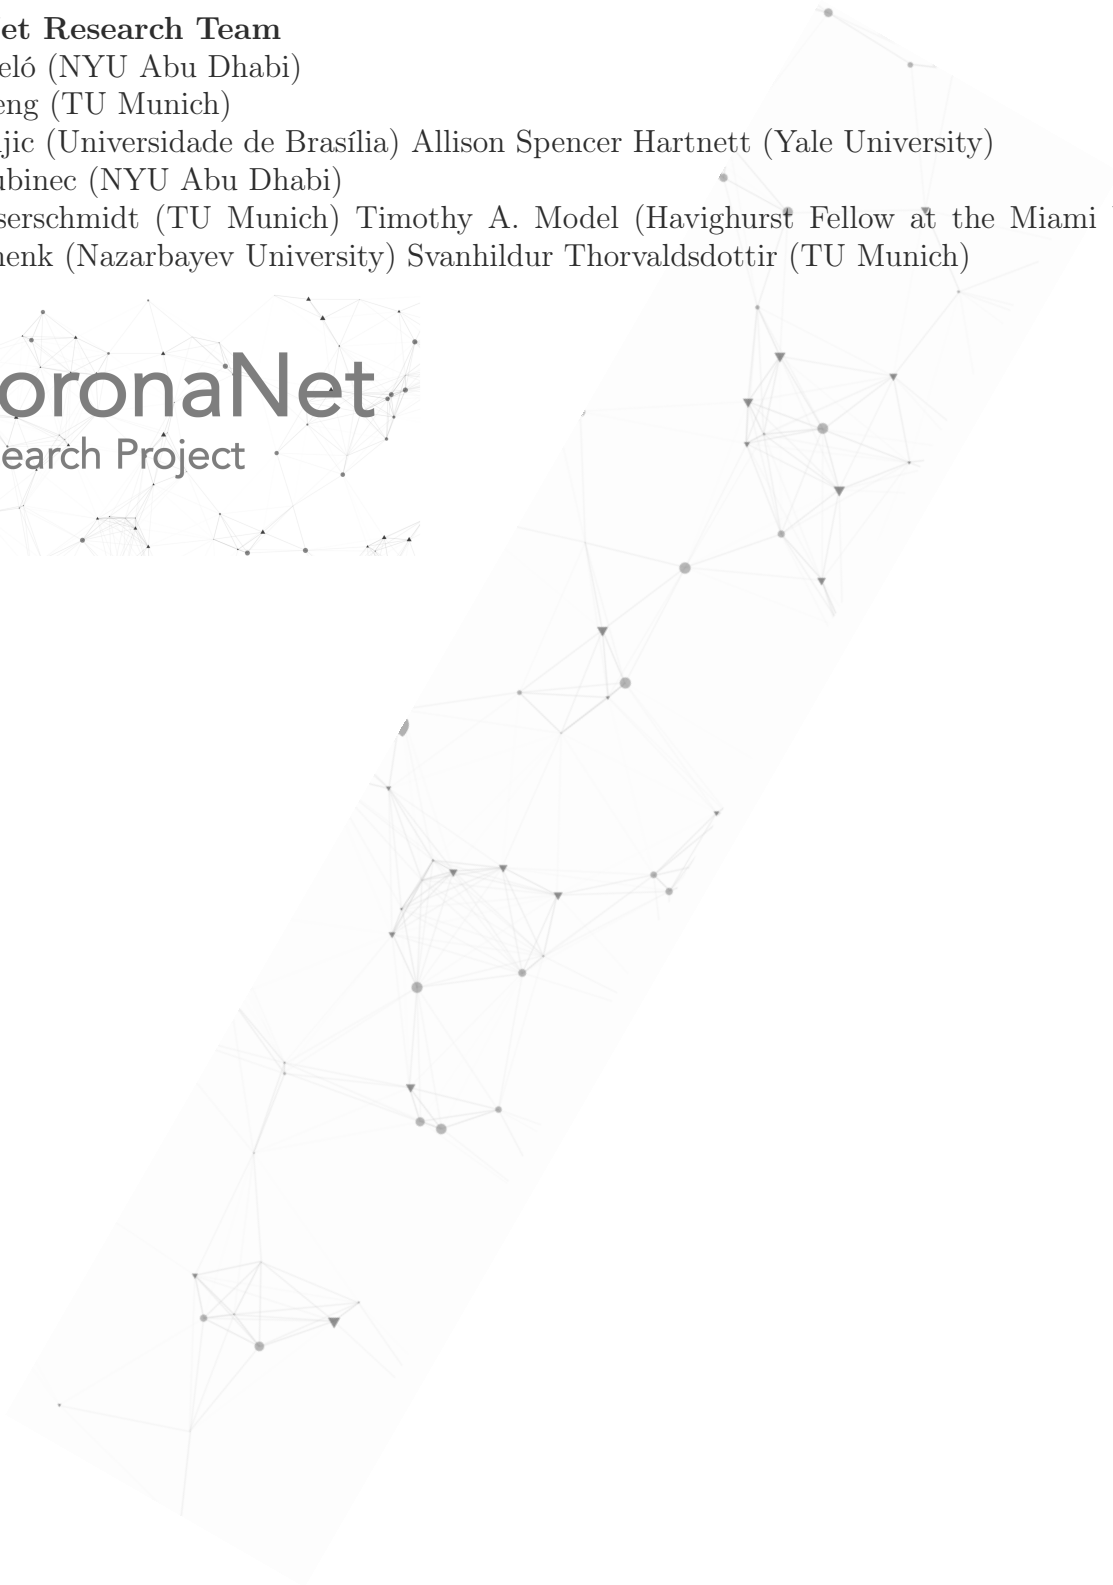 et Research Team
eló (NYU Abu Dhabi)
eng (TU Munich)
jic (Universidade de Brasília) Allison Spencer Hartnett (Yale University)
ubinec (NYU Abu Dhabi)
serschmidt (TU Munich) Timothy A. Model (Havighurst Fellow at the Miami
henk (Nazarbayev University) Svanhildur Thorvaldsdottir (TU Munich)
oronaNet
earch Project